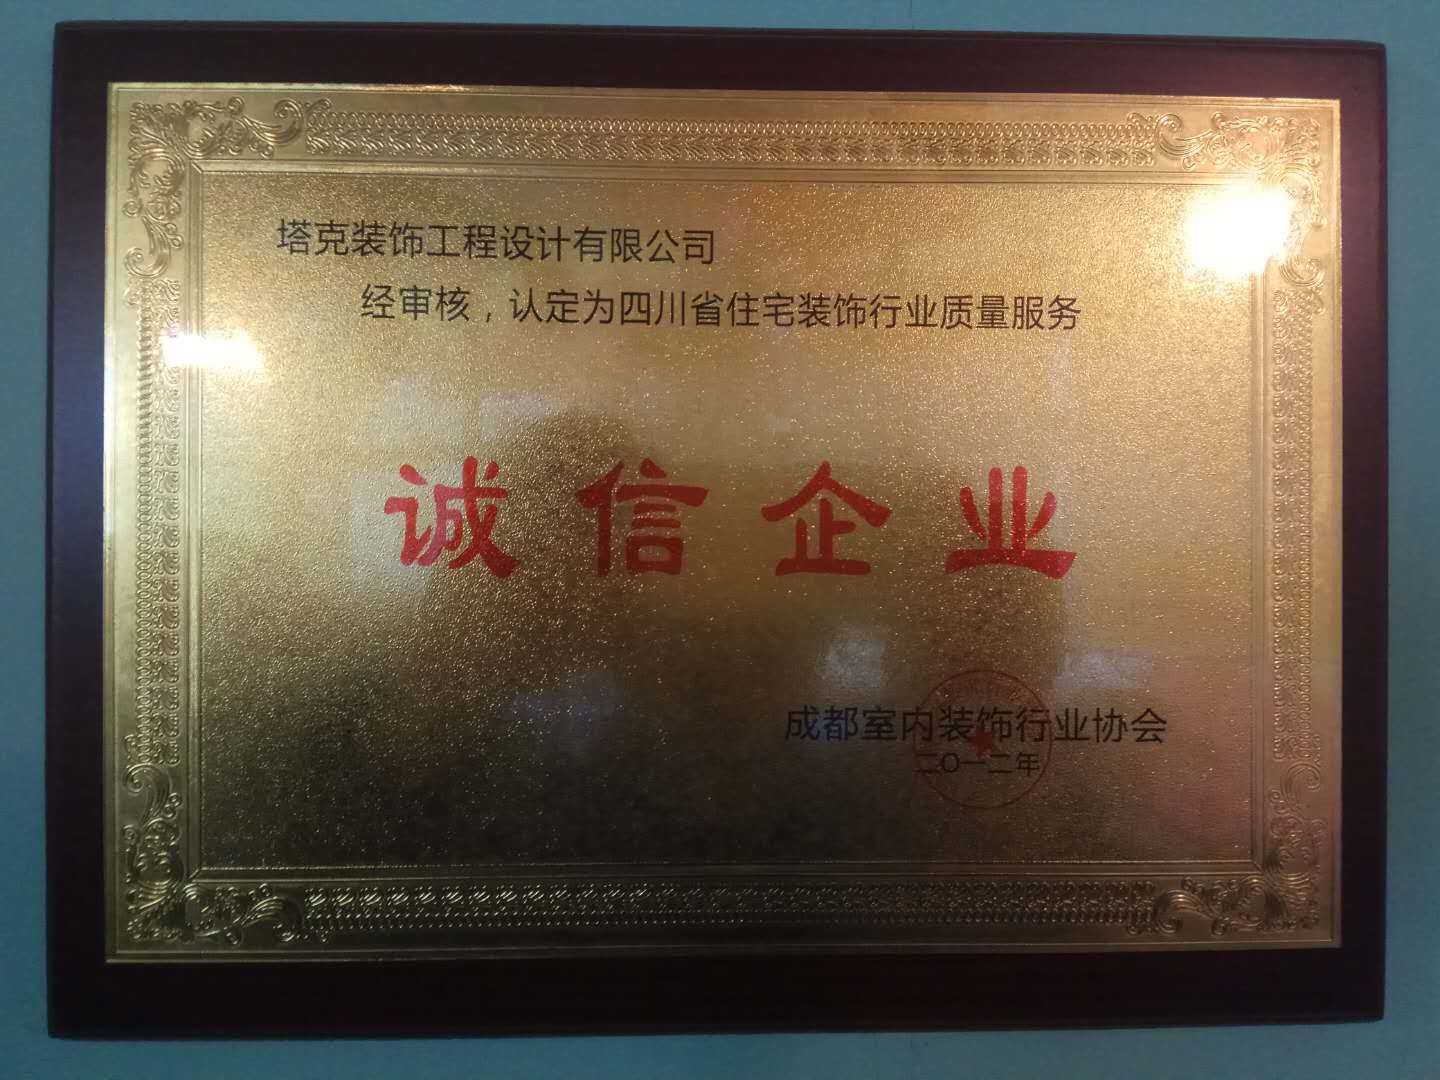 塔克装饰工程设计有限公司
经审核，认定为四川省住宅装饰行业质量服务
诚信企业
成都室内装饰行业协会
二O一二年